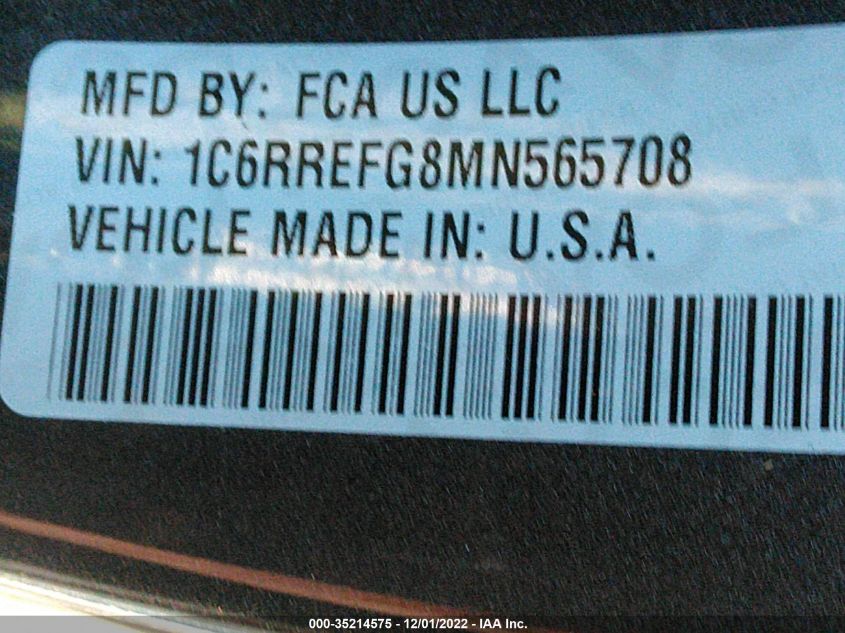 MFD BY: FCA US LLC
VIN: 1C6RREFG8MN565708
VEHICLE MADE IN: U.S.A.
000-35214575 - 12/01/2022 - IAA Inc.